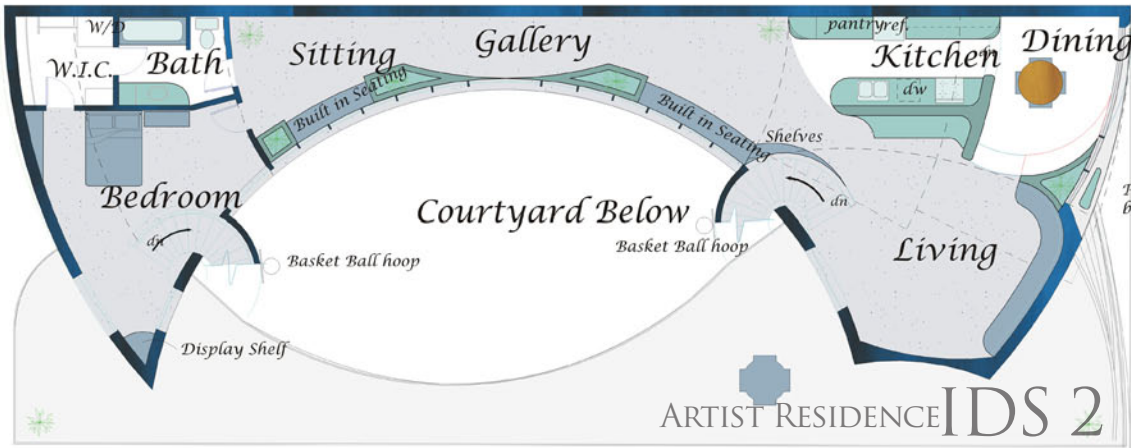 W/D
W.I.C.
Bath
Sitting
Gallery
pantry
ref.
Kitchen
dn
Dining
Built in Seating
dw
Built in Seating
Shelves
Bedroom
dn
Courtyard Below
dn
Basket Ball hoop
Basket Ball hoop
Living
Display Shelf
ARTIST RESIDENCE IDS 2